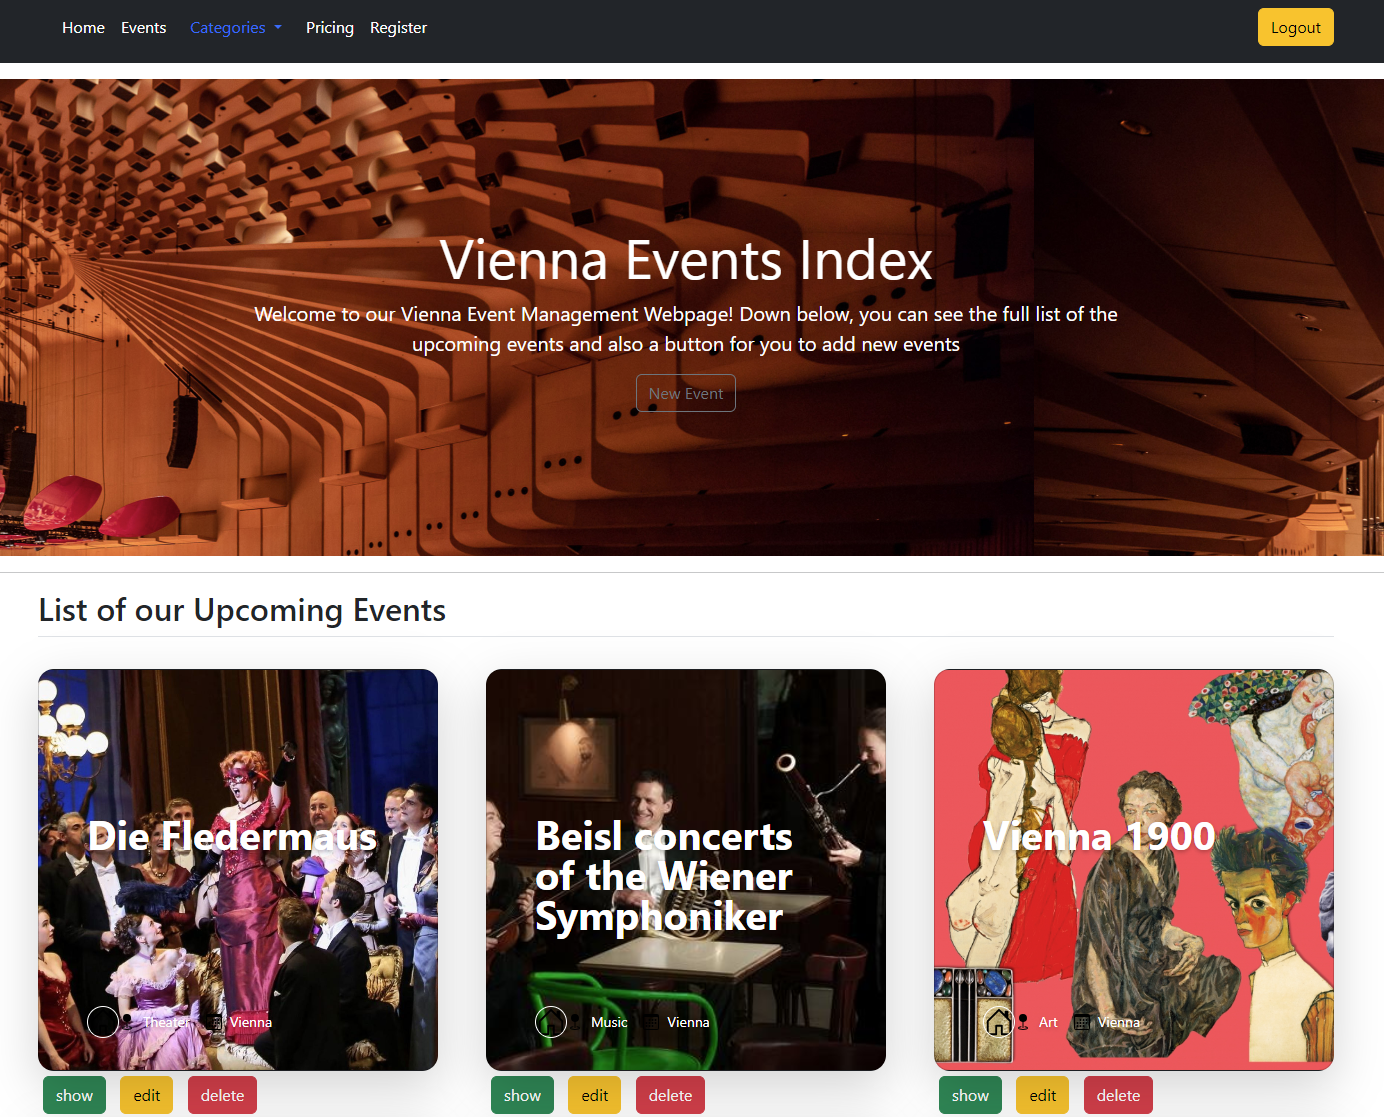 Home Events Categories Pricing Register Logout
Vienna Events Index
Welcome to our Vienna Event Management Webpage! Down below, you can see the full list of the
upcoming events and also a button for you to add new events
New Event
List of our Upcoming Events
Die Fledermaus
Theater Vienna
show edit delete
Beisl concerts
of the Wiener
Symphoniker
Music Vienna
show edit delete
Vienna 1900
Art Vienna
show edit delete